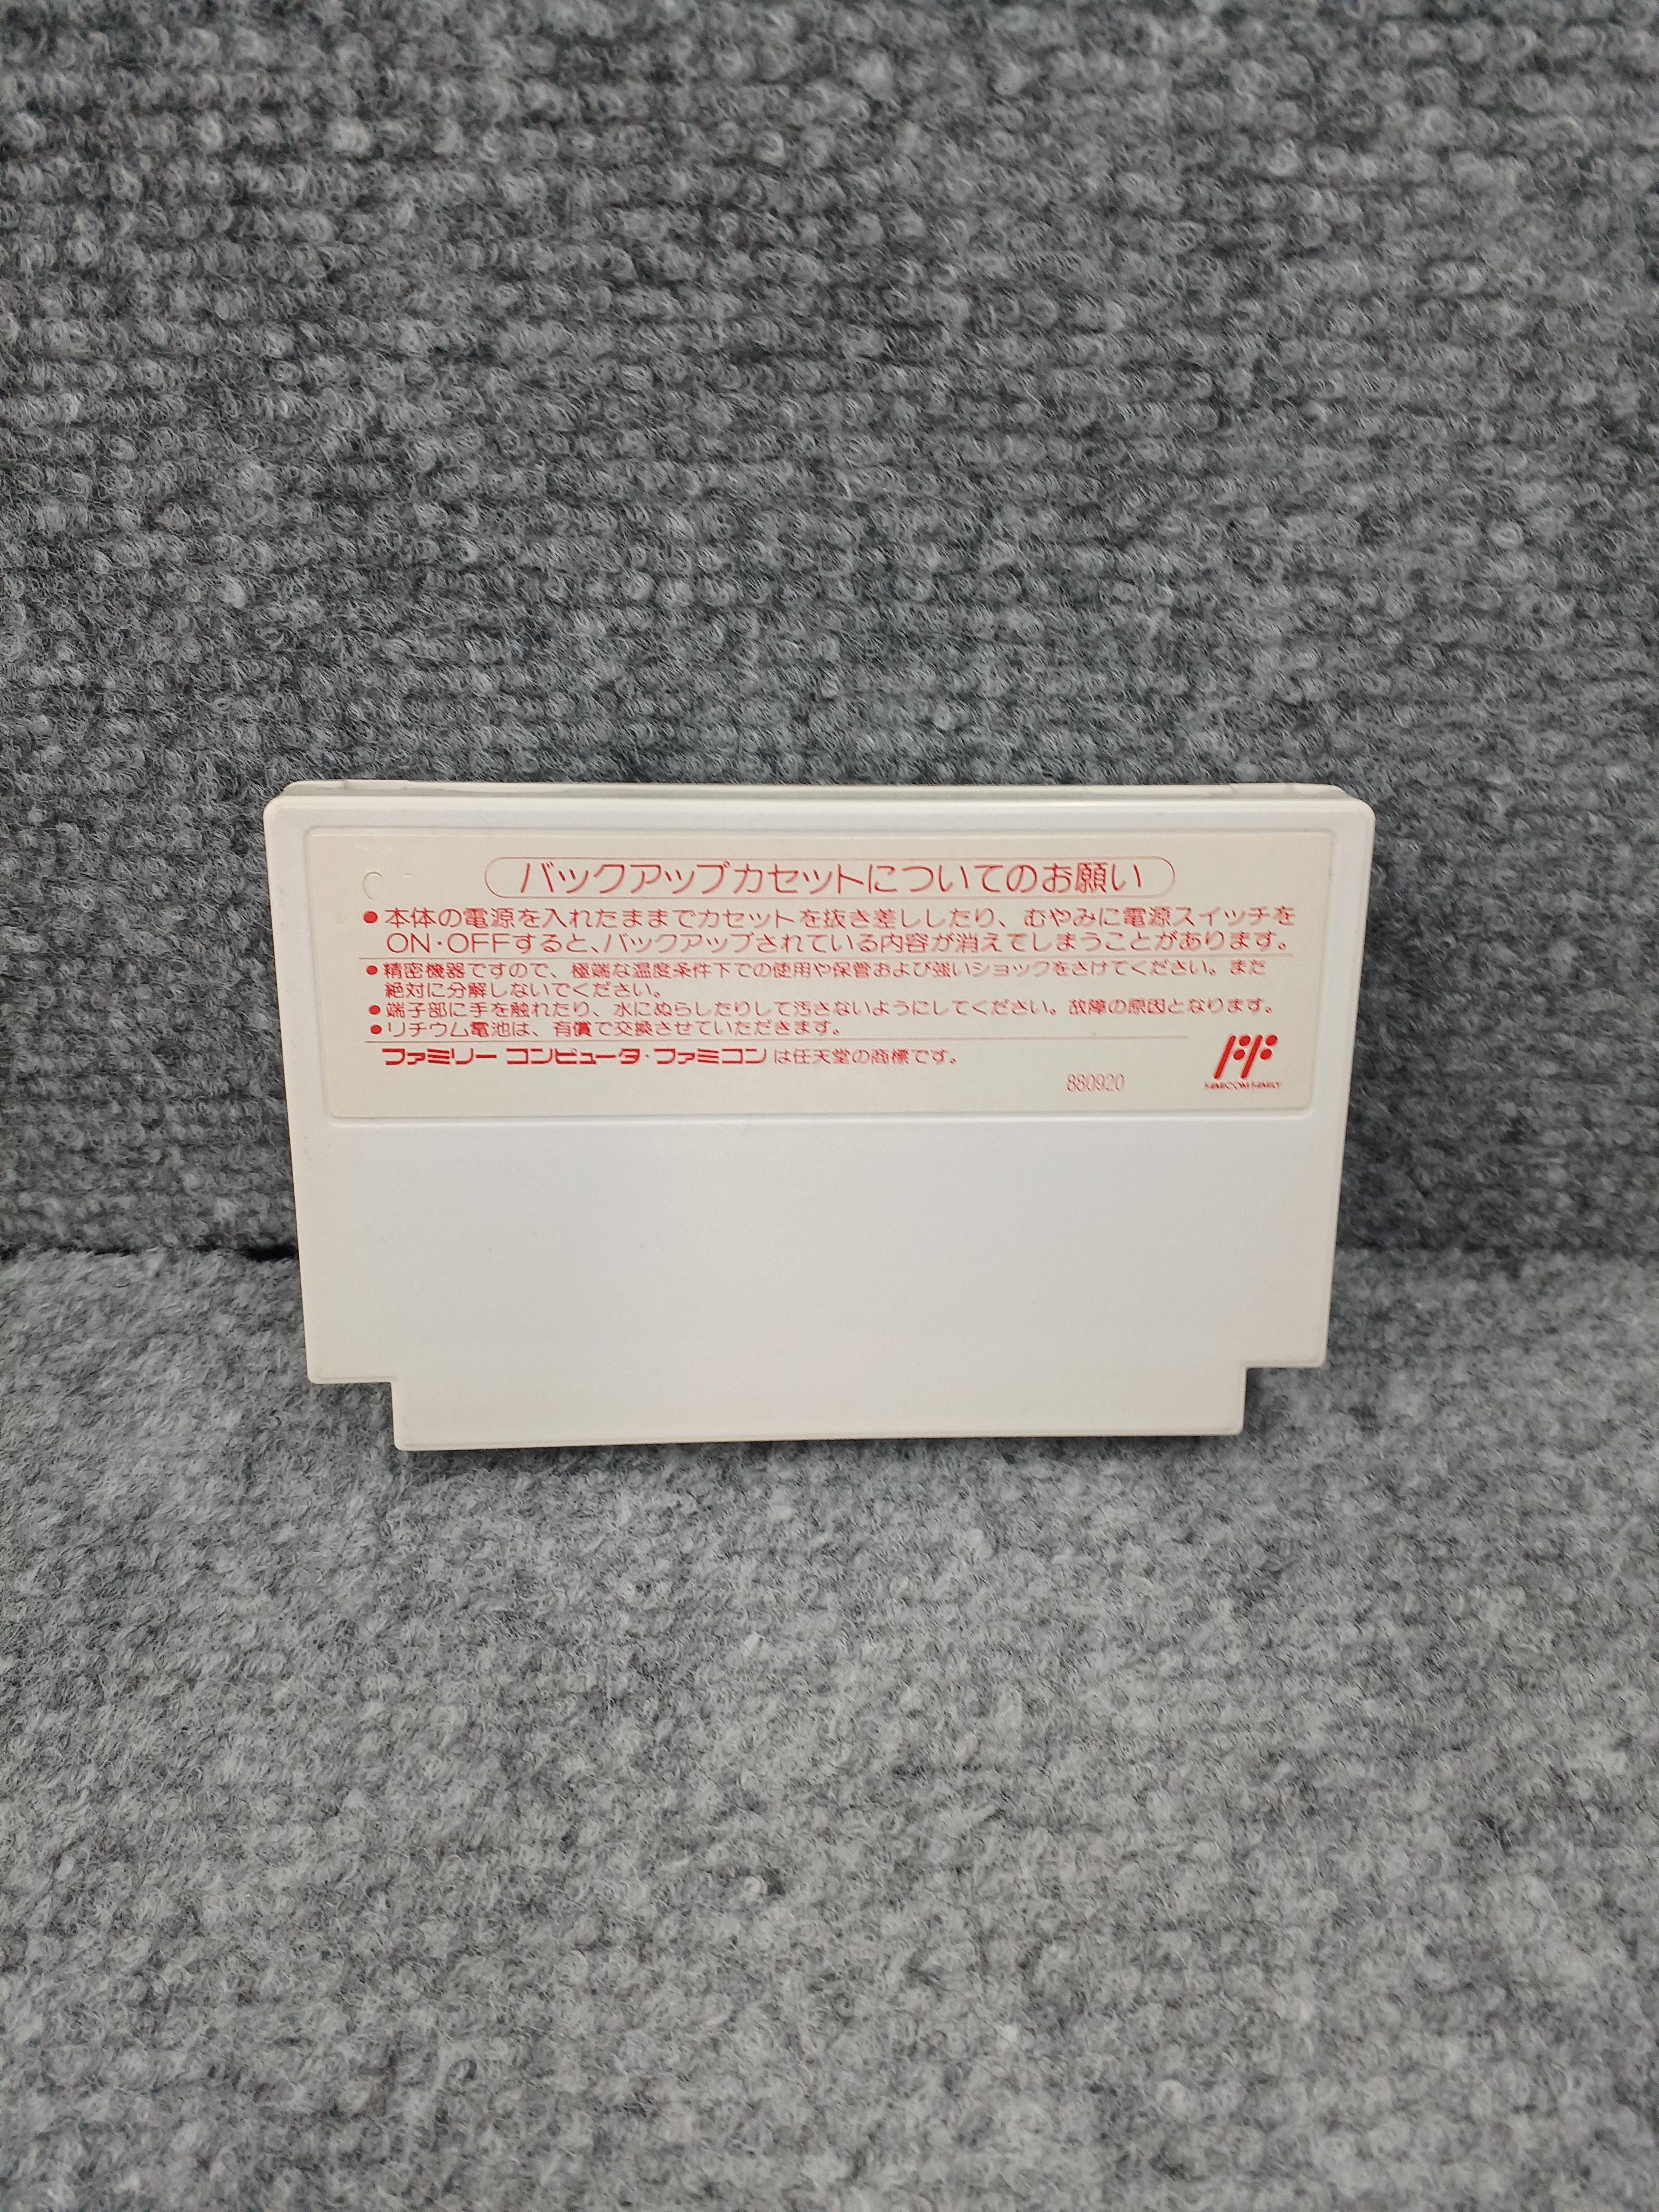 バックアップカセットについてのお願い
●本体の電源を入れたままでカセットを抜き差ししたり、むやみに電源スイッチを
ON・OFFすると、バックアップされている内容が消えてしまうことがあります。
●精密機器ですので、極端な温度条件下での使用や保管および強いショックをさけてください。また
絶対に分解しないでください。
●端子部に手を触れたり、水にぬらしたりして汚さないようにしてください。故障の原因となります。
●リチウム電池は、有償で交換させていただきます。
ファミリー コンピュータ・ファミコンは任天堂の商標です。
880920
FAMICOM FAMILY